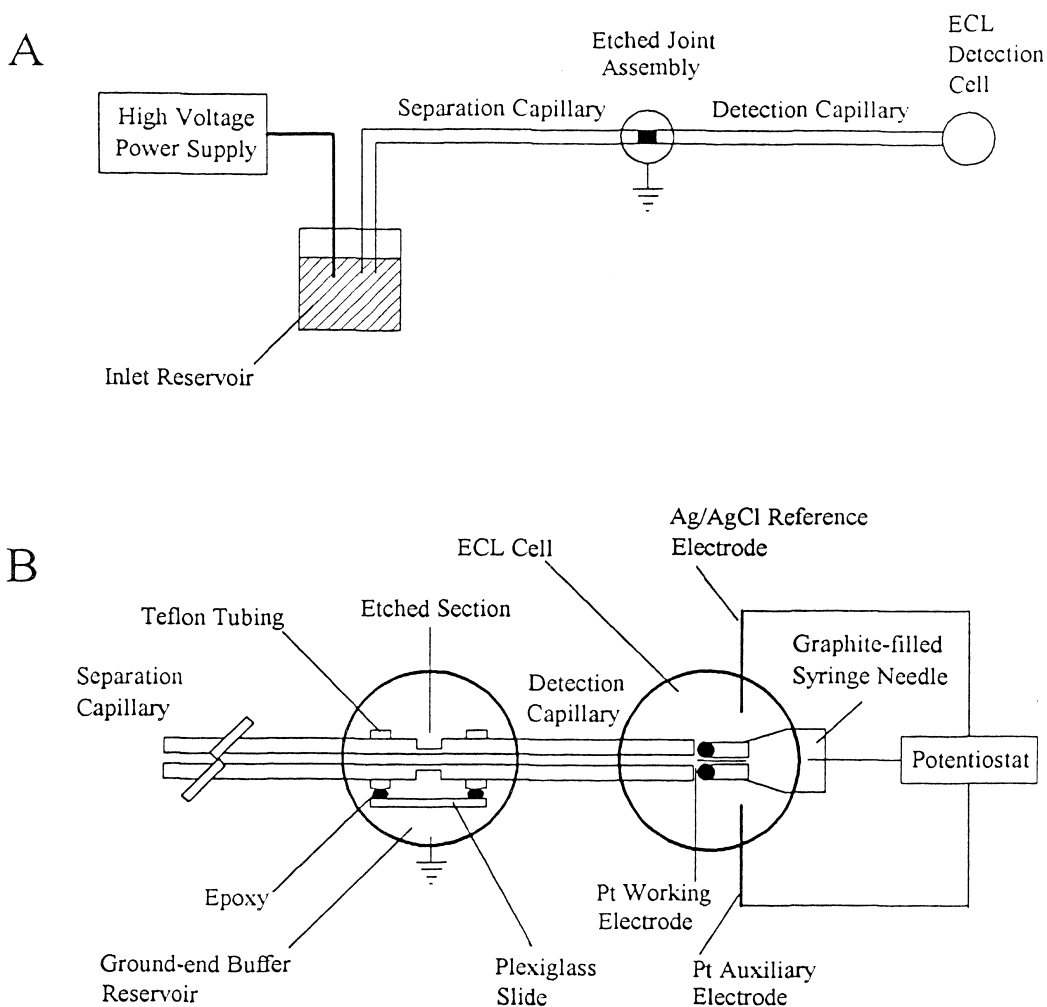 A
High Voltage
Power Supply
Separation Capillary
Etched Joint
Assembly
Detection Capillary
ECL
Detection
Cell
Inlet Reservoir
B
Teflon Tubing
Etched Section
ECL Cell
Ag/AgCl Reference
Electrode
Separation
Capillary
Detection
Capillary
Graphite-filled
Syringe Needle
Potentiostat
Epoxy
Ground-end Buffer
Reservoir
Plexiglass
Slide
Pt Working
Electrode
Pt Auxiliary
Electrode